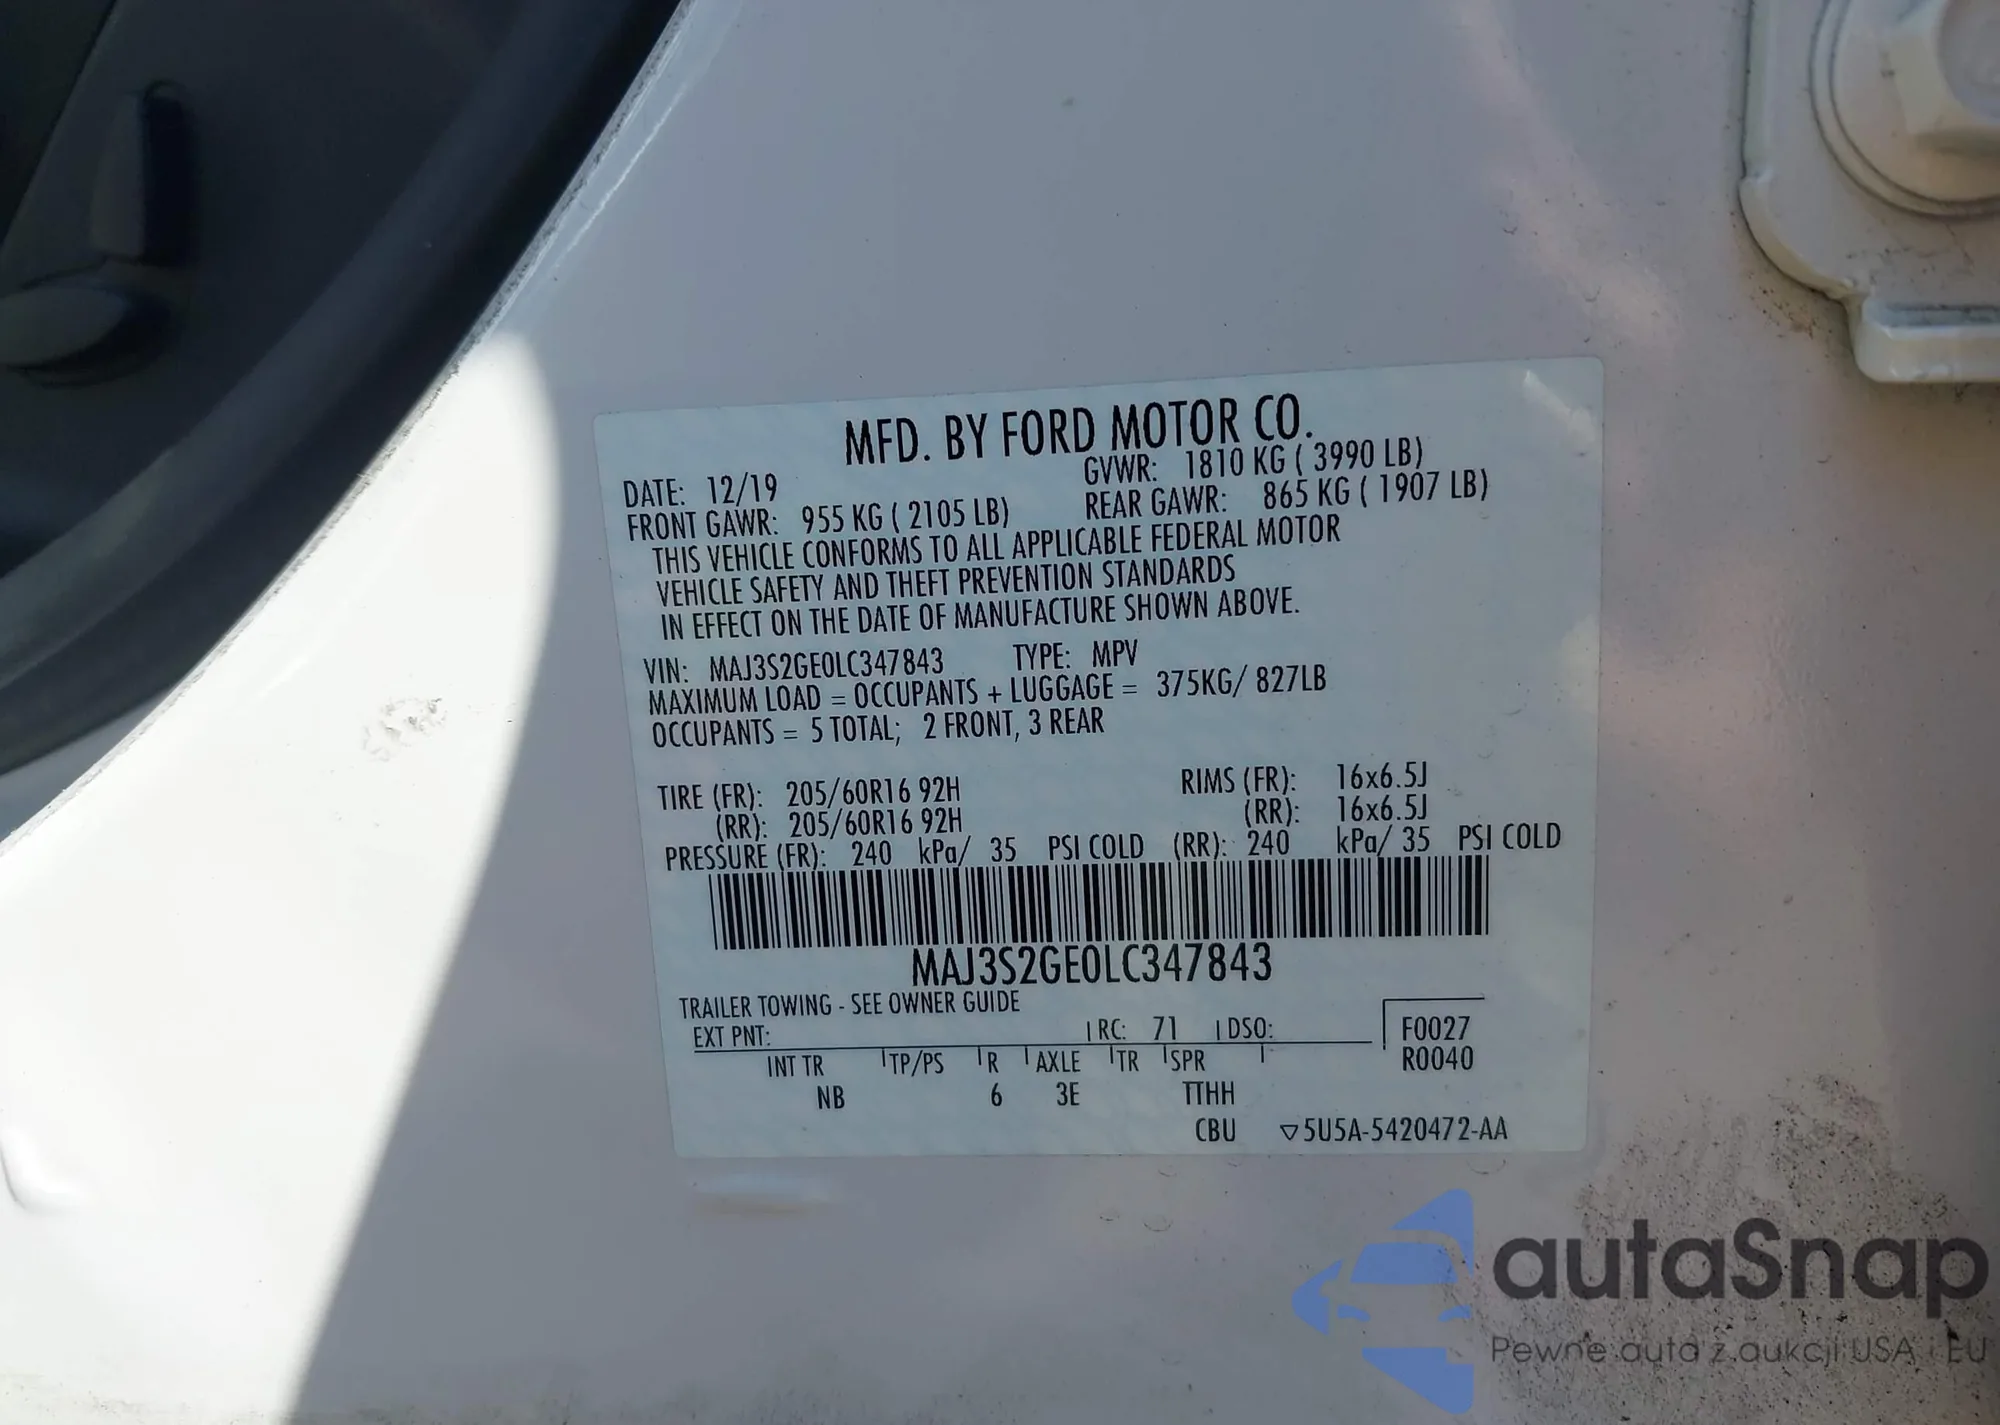 MFD. BY FORD MOTOR CO.
DATE: 12/19 GVWR: 1810 KG ( 3990 LB)
FRONT GAWR: 955 KG ( 2105 LB) REAR GAWR: 865 KG ( 1907 LB)
THIS VEHICLE CONFORMS TO ALL APPLICABLE FEDERAL MOTOR
VEHICLE SAFETY AND THEFT PREVENTION STANDARDS
IN EFFECT ON THE DATE OF MANUFACTURE SHOWN ABOVE.
VIN: MAJ3S2GE0LC347843 TYPE: MPV
MAXIMUM LOAD = OCCUPANTS + LUGGAGE = 375KG/ 827LB
OCCUPANTS = 5 TOTAL; 2 FRONT, 3 REAR
TIRE (FR): 205/60R16 92H RIMS (FR): 16x6.5J
(RR): 205/60R16 92H (RR): 16x6.5J
PRESSURE (FR): 240 kPa/ 35 PSI COLD (RR): 240 kPa/ 35 PSI COLD
MAJ3S2GE0LC347843
TRAILER TOWING - SEE OWNER GUIDE
EXT PNT: RC: 71 DSO: F0027
INT TR TP/PS R AXLE TR SPR R0040
NB 6 3E TTHH
CBU ▽5U5A-5420472-AA
autaSnap
Pewne auta z aukcji USA i EU